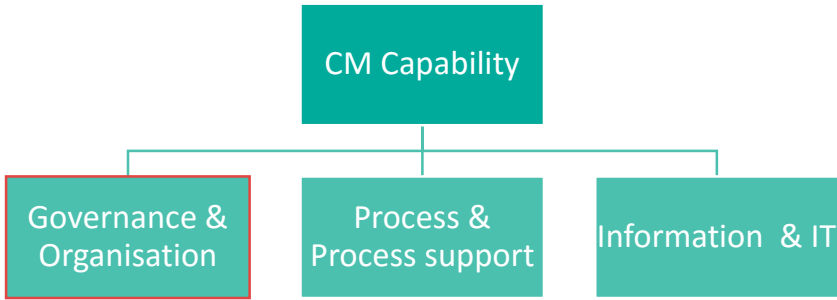 CM Capability
Governance &
Organisation
Process &
Process support
Information & IT